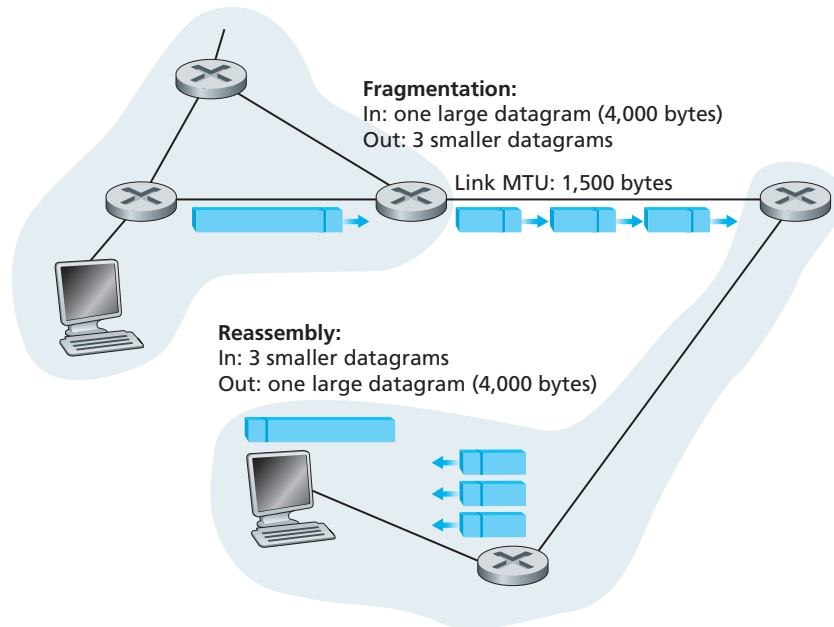 Fragmentation:
In: one large datagram (4,000 bytes)
Out: 3 smaller datagrams
Link MTU: 1,500 bytes
Reassembly:
In: 3 smaller datagrams
Out: one large datagram (4,000 bytes)